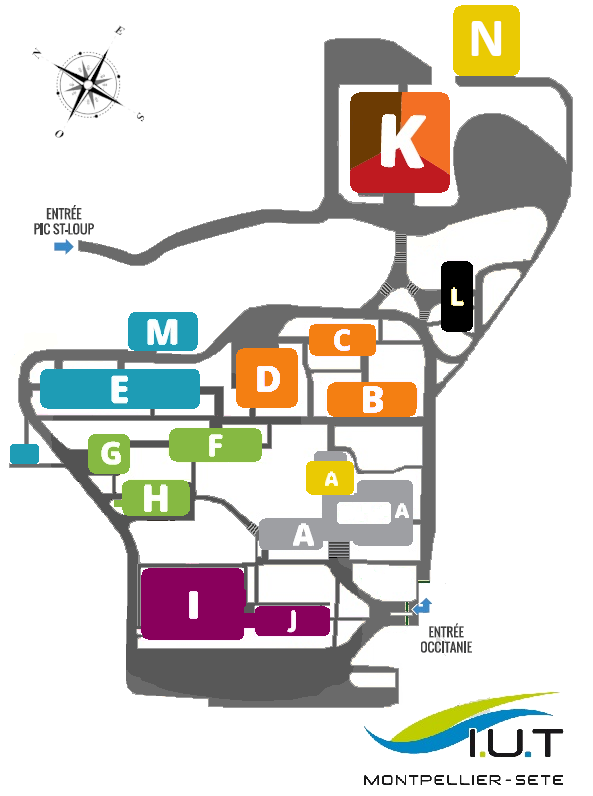 N
E
N
K
S
O
ENTRÉE
PIC ST-LOUP
L
M
C
D
E
B
F
G
A
H
A
A
I
J
ENTRÉE
OCCITANIE
I.U.T
MONTPELLIER-SETE